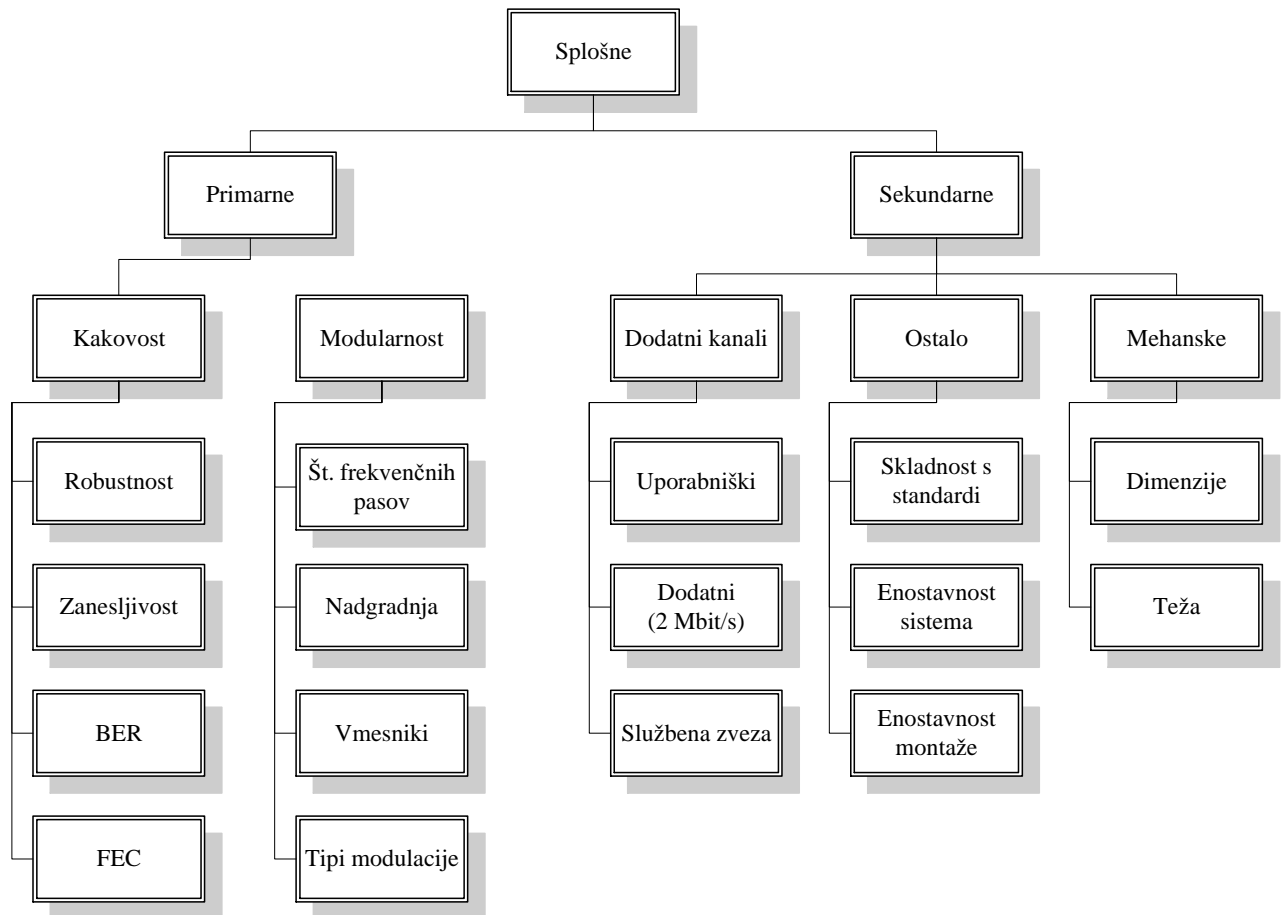 Splošne
Primarne
Sekundarne
Kakovost
Modularnost
Dodatni kanali
Ostalo
Mehanske
Robustnost
Št. frekvenčnih
pasov
Uporabniški
Skladnost s
standardi
Dimenzije
Zanesljivost
Nadgradnja
Dodatni
(2 Mbit/s)
Enostavnost
sistema
Teža
BER
Vmesniki
Službena zveza
Enostavnost
montaže
FEC
Tipi modulacije